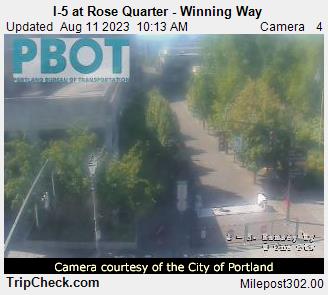 I-5 at Rose Quarter - Winning Way
Updated Aug 11 2023 10:13 AM Camera 4
PBOT
PORTLAND BUREAU OF TRANSPORTATION
Camera courtesy of the City of Portland
TripCheck.com Milepost302.00